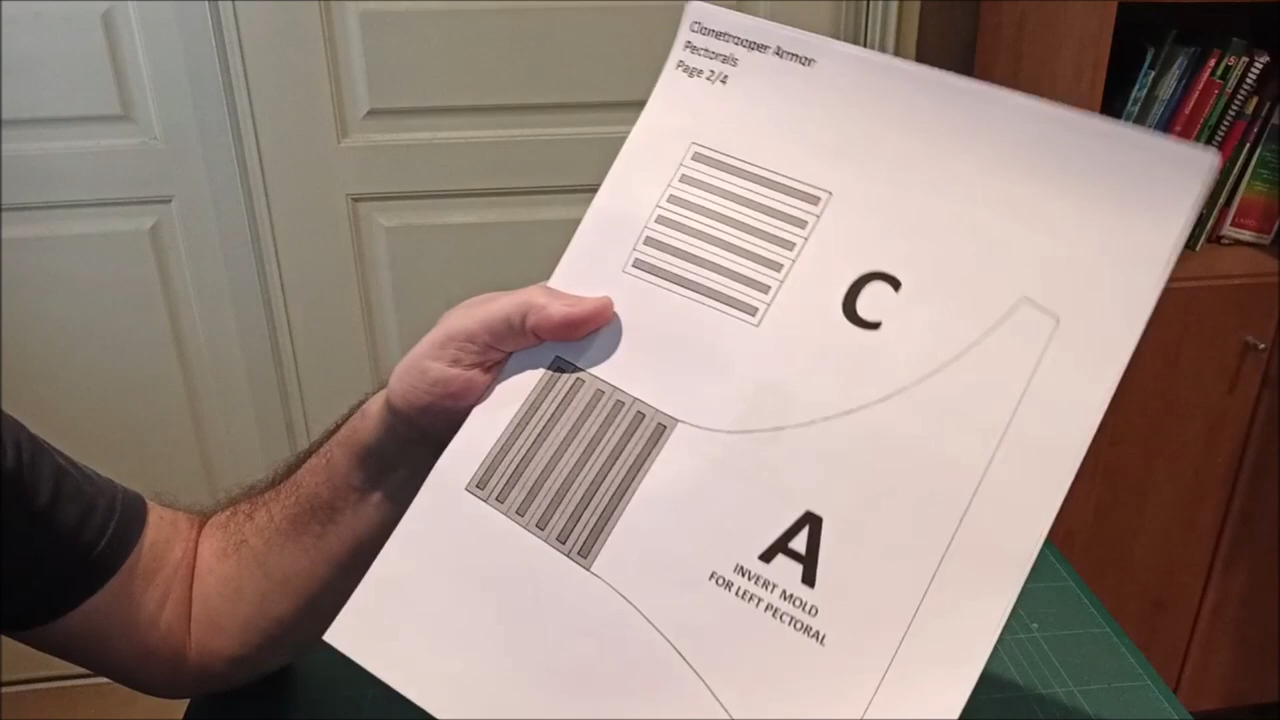 Clonetrooper Armor
Pectorals
Page 2/4
C
A
INVERT MOLD
FOR LEFT PECTORAL